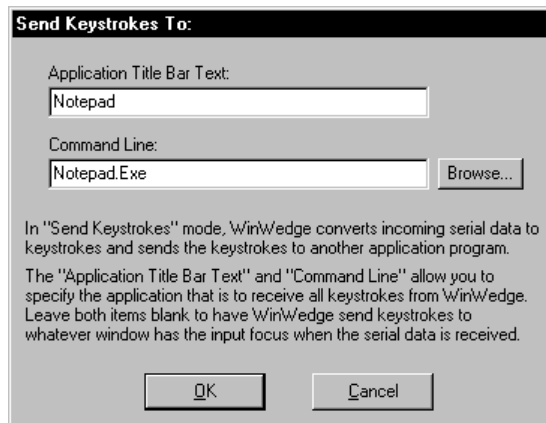 Send Keystrokes To:
Application Title Bar Text:
Notepad
Command Line:
Notepad.Exe
Browse...
In "Send Keystrokes" mode, WinWedge converts incoming serial data to
keystrokes and sends the keystrokes to another application program.
The "Application Title Bar Text" and "Command Line" allow you to
specify the application that is to receive all keystrokes from WinWedge.
Leave both items blank to have WinWedge send keystrokes to
whatever window has the input focus when the serial data is received.
OK Cancel